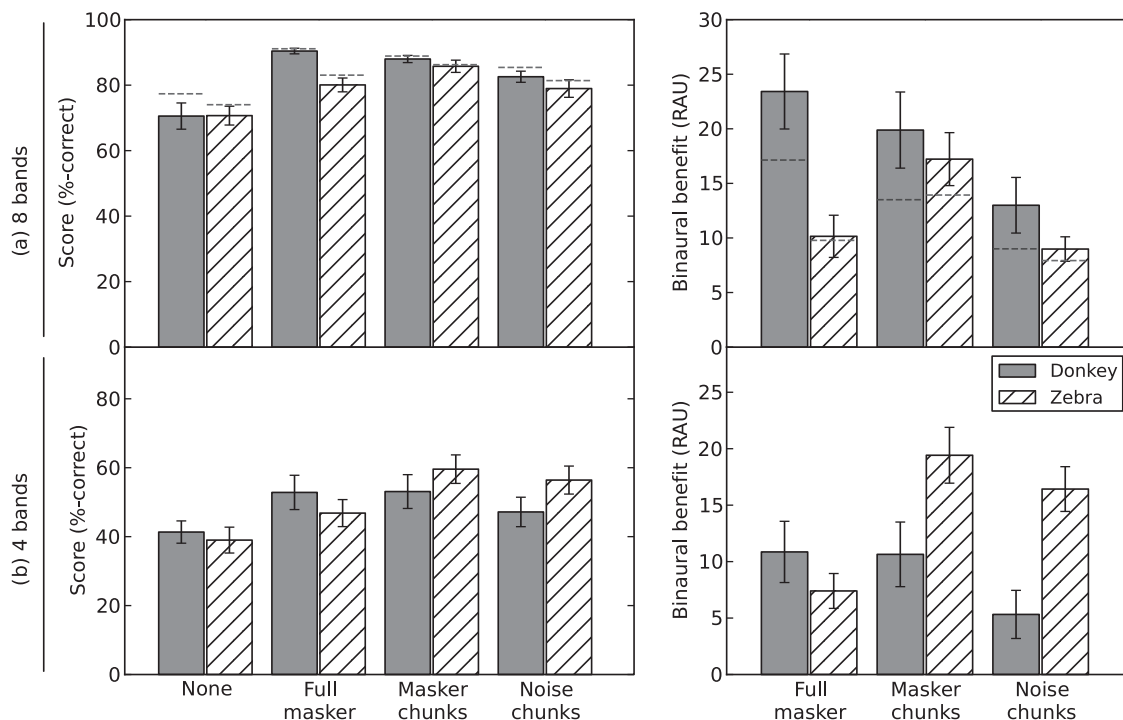 (a) 8 bands
Score (%-correct)
100
80
60
40
20
0
Binaural benefit (RAU)
30
25
20
15
10
5
0
(b) 4 bands
Score (%-correct)
80
60
40
20
0
None
Full
masker
Masker
chunks
Noise
chunks
Binaural benefit (RAU)
25
20
15
10
5
0
Full
masker
Masker
chunks
Noise
chunks
Donkey
Zebra